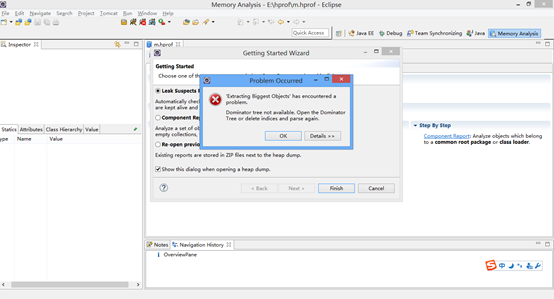 Memory Analysis - E:\hprof\m.hprof - Eclipse
Edit Navigate Search Project Tomcat Run Window Help
Quick Access
Java EE Debug Team Synchronizing Java Memory Analysis
Inspector
m.hprof
Getting Started Wizard
Getting Started
Choose one of the
Leak Suspects
Automatically check
are kept alive and
Component Rep
Analyze a set of
empty collections,
Re-open previo
Existing reports are stored in ZIP files next to the heap dump.
Show this dialog when opening a heap dump.
< Back Next > Finish Cancel
Problem Occurred
'Extracting Biggest Objects' has encountered a
problem.
Dominator tree not available. Open the Dominator
Tree or delete indices and parse again.
OK Details >>
Statics Attributes Class Hierarchy Value
ype Name Value
Step By Step
Component Report: Analyze objects which belong
to a common root package or class loader.
Notes Navigation History
OverviewPane
中